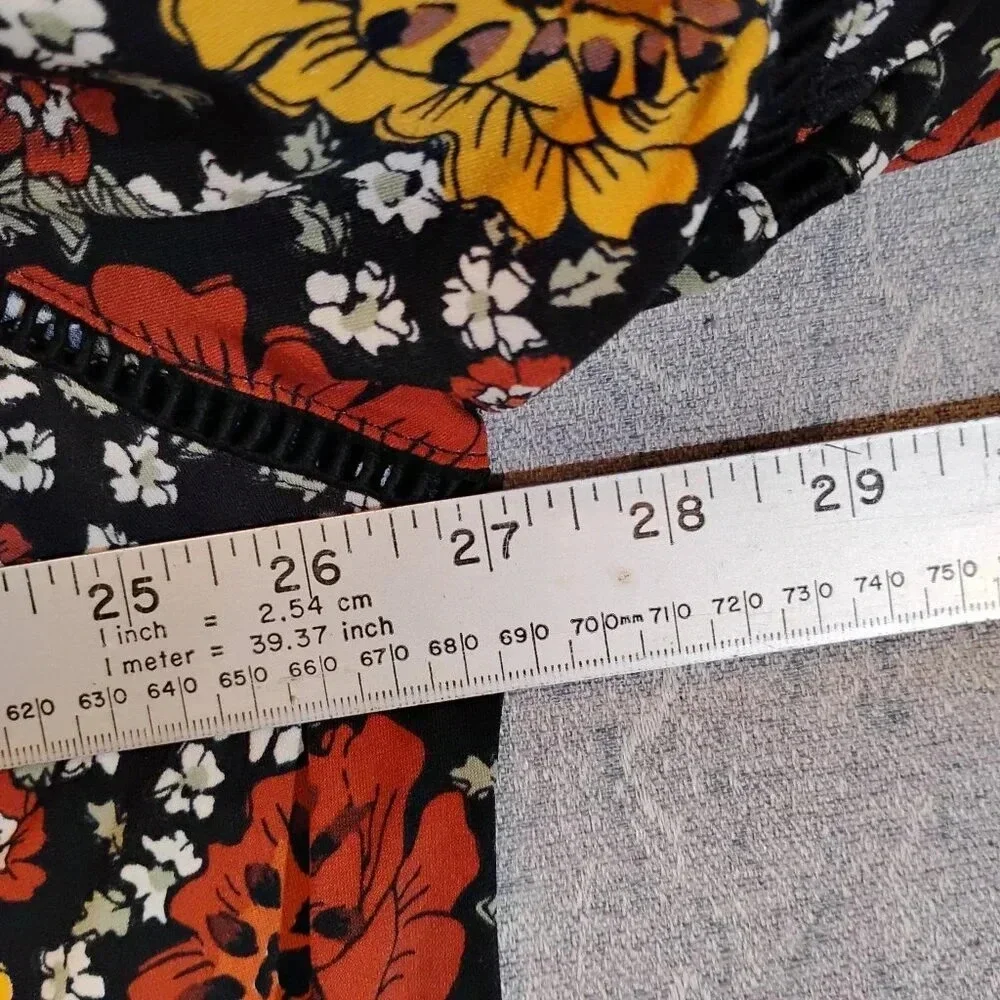 25 26 27 28 29
1 inch = 2.54 cm
1 meter = 39.37 inch
620 630 640 650 660 670 680 690 700mm 710 720 730 740 750